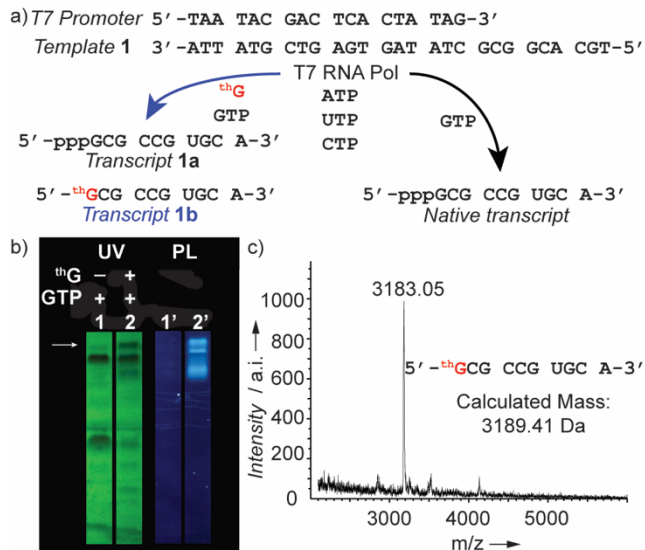 a) T7 Promoter 5′-TAA TAC GAC T CA CTA TAG-3′
Template 1 3′-ATT ATG CTG AGT GAT ATC GCG GCA CGT-5′
T7 RNA Pol
thG
GTP
ATP
UTP
CTP
GTP
5′-pppGCG CCG UGC A-3′
Transcript 1a
5′-thGCG CCG UGC A-3′
Transcript 1b
5′-pppGCG CCG UGC A-3′
Native transcript
b)
UV PL
thG – +
GTP + +
1 2 1’ 2’
c)
Intensity / a.i.
1000
800
600
400
200
0
3183.05
5′-thGCG CCG UGC A-3′
Calculated Mass:
3189.41 Da
3000 4000 5000
m/z